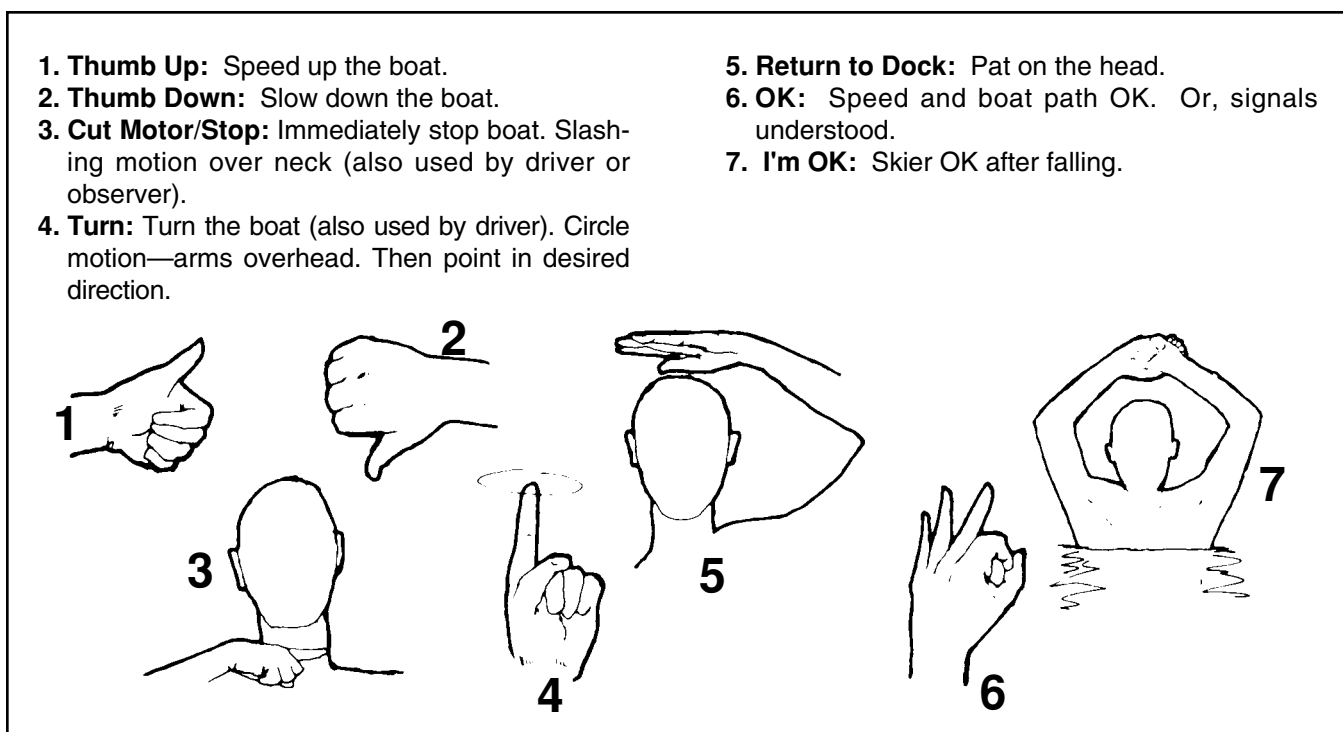 1. Thumb Up: Speed up the boat.
2. Thumb Down: Slow down the boat.
3. Cut Motor/Stop: Immediately stop boat. Slash-
ing motion over neck (also used by driver or
observer).
4. Turn: Turn the boat (also used by driver). Circle
motion—arms overhead. Then point in desired
direction.
5. Return to Dock: Pat on the head.
6. OK: Speed and boat path OK. Or, signals
understood.
7. I'm OK: Skier OK after falling.
1
2
3
4
5
6
7